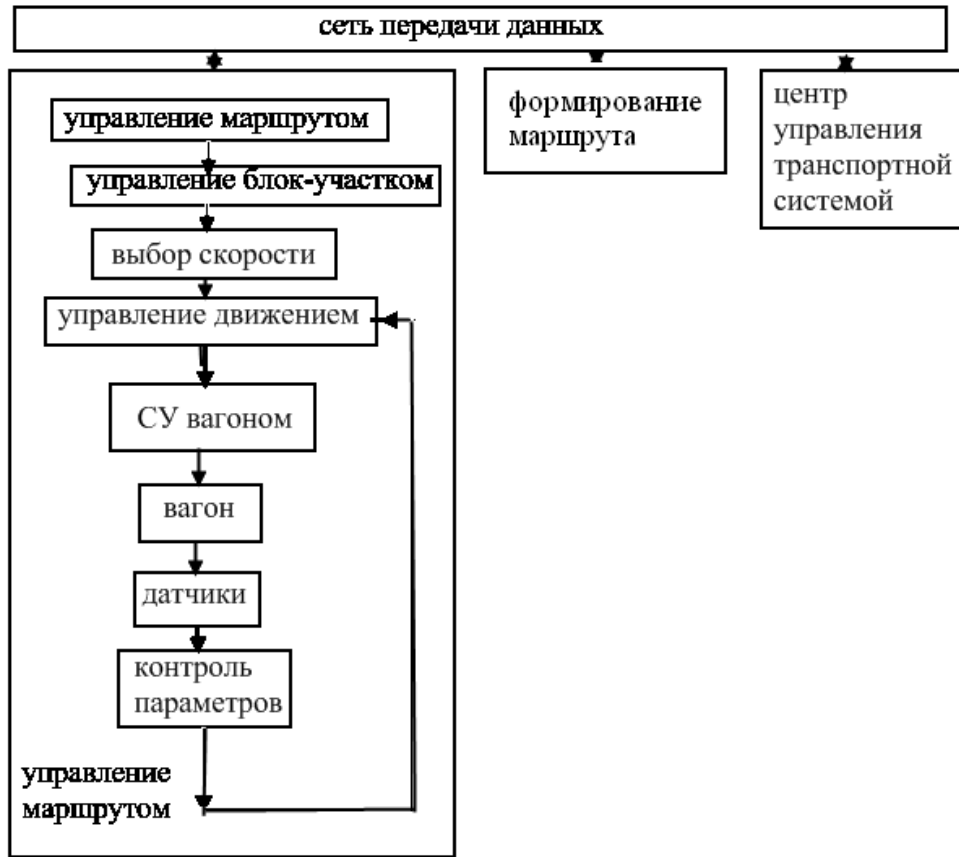 сеть передачи данных
управление маршрутом
управление блок-участком
выбор скорости
управление движением
СУ вагоном
вагон
датчики
контроль
параметров
управление
маршрутом
формирование
маршрута
центр
управления
транспортной
системой